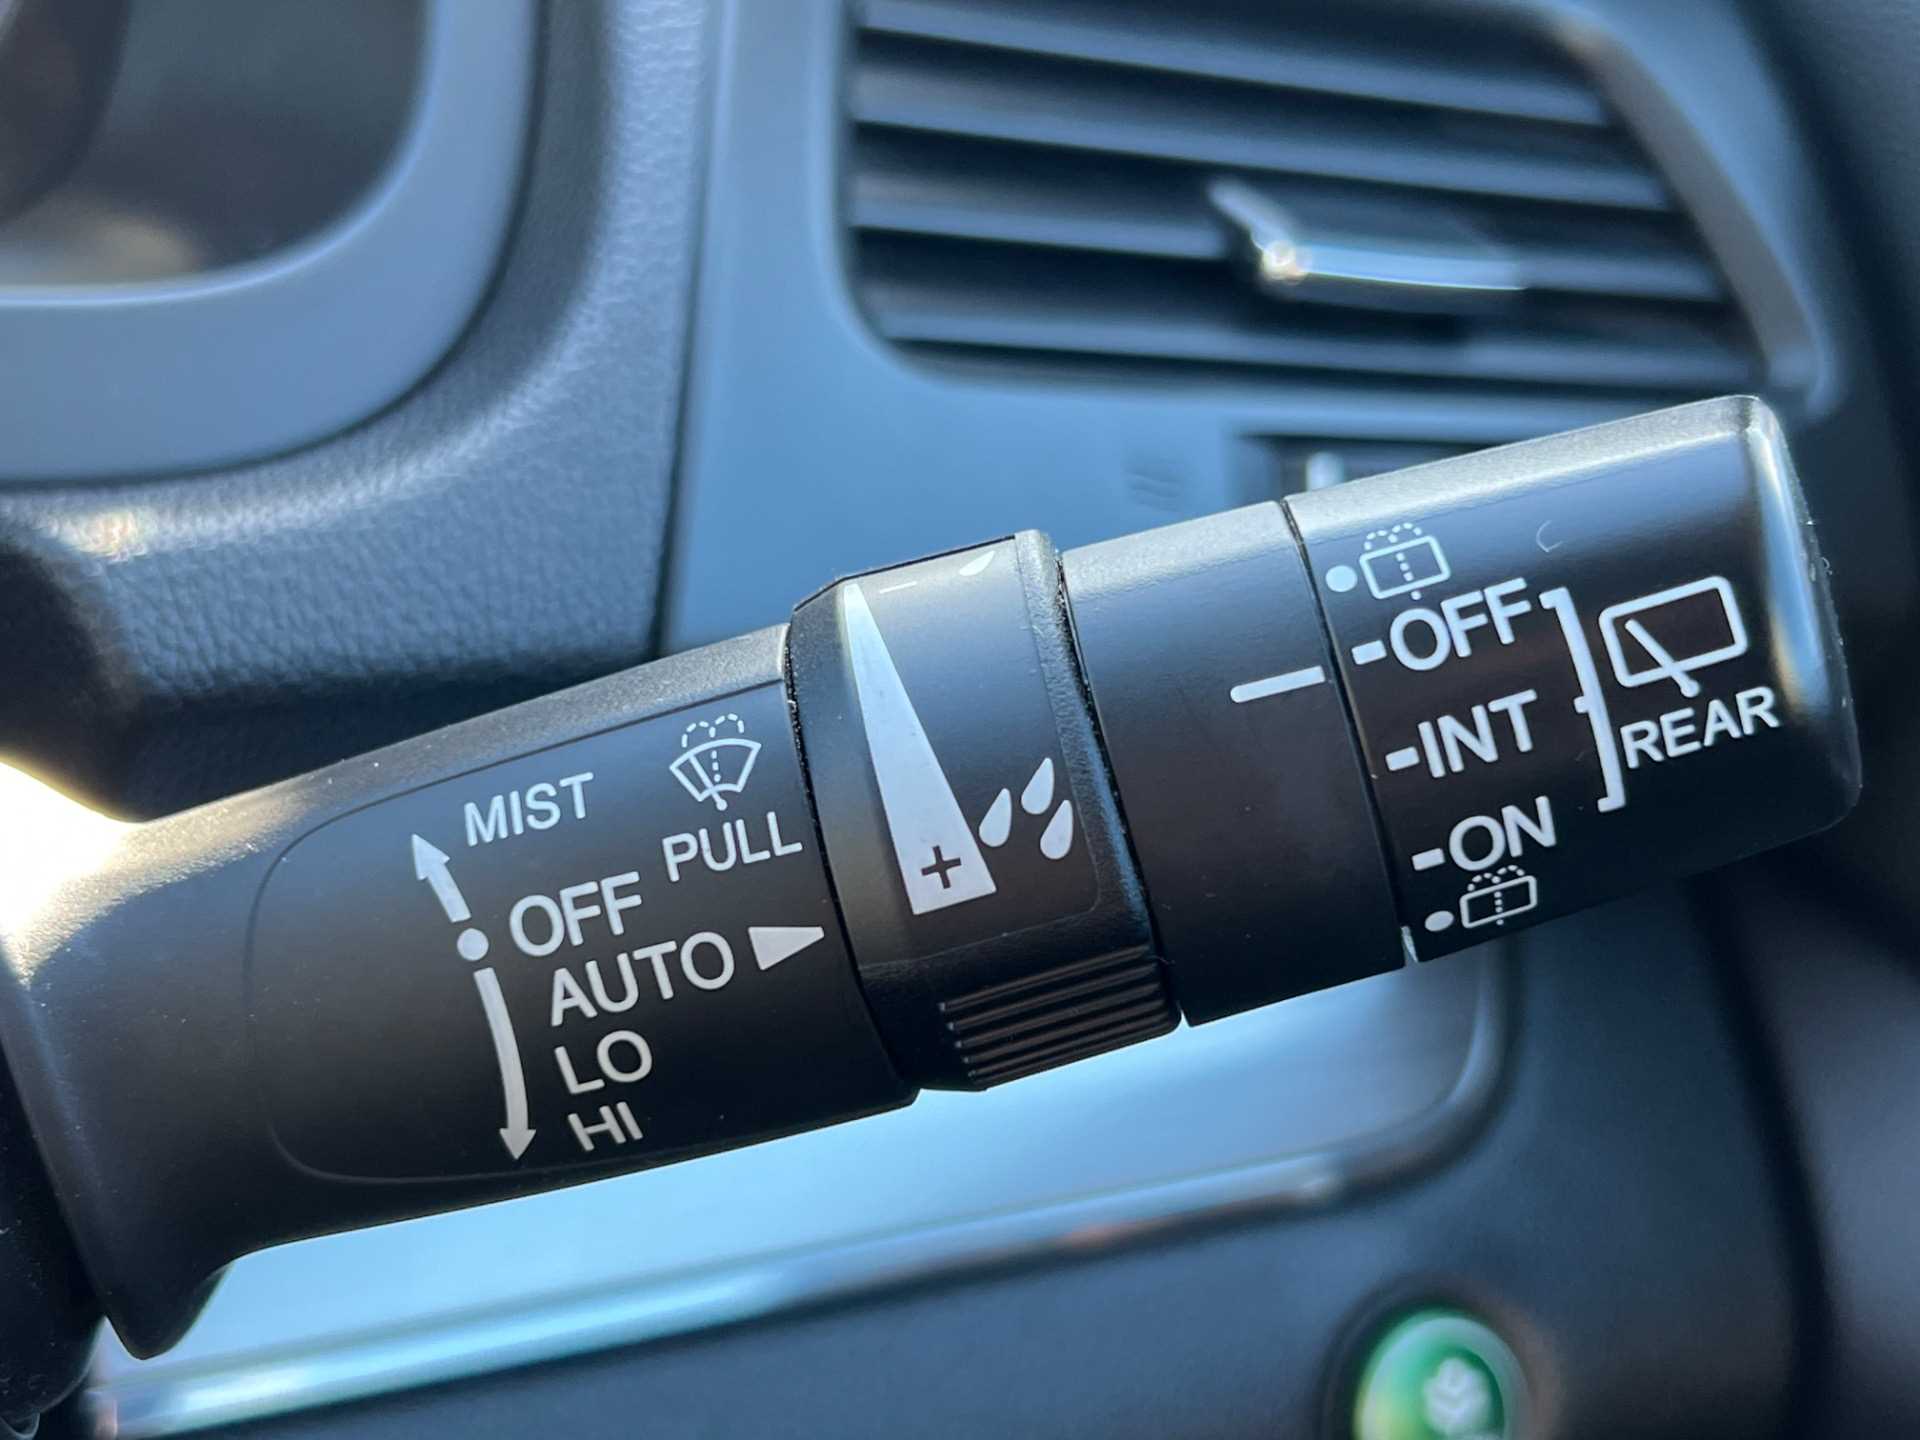 MIST
PULL
OFF
AUTO
LO
HI
+
-
-OFF
-INT
-ON
REAR